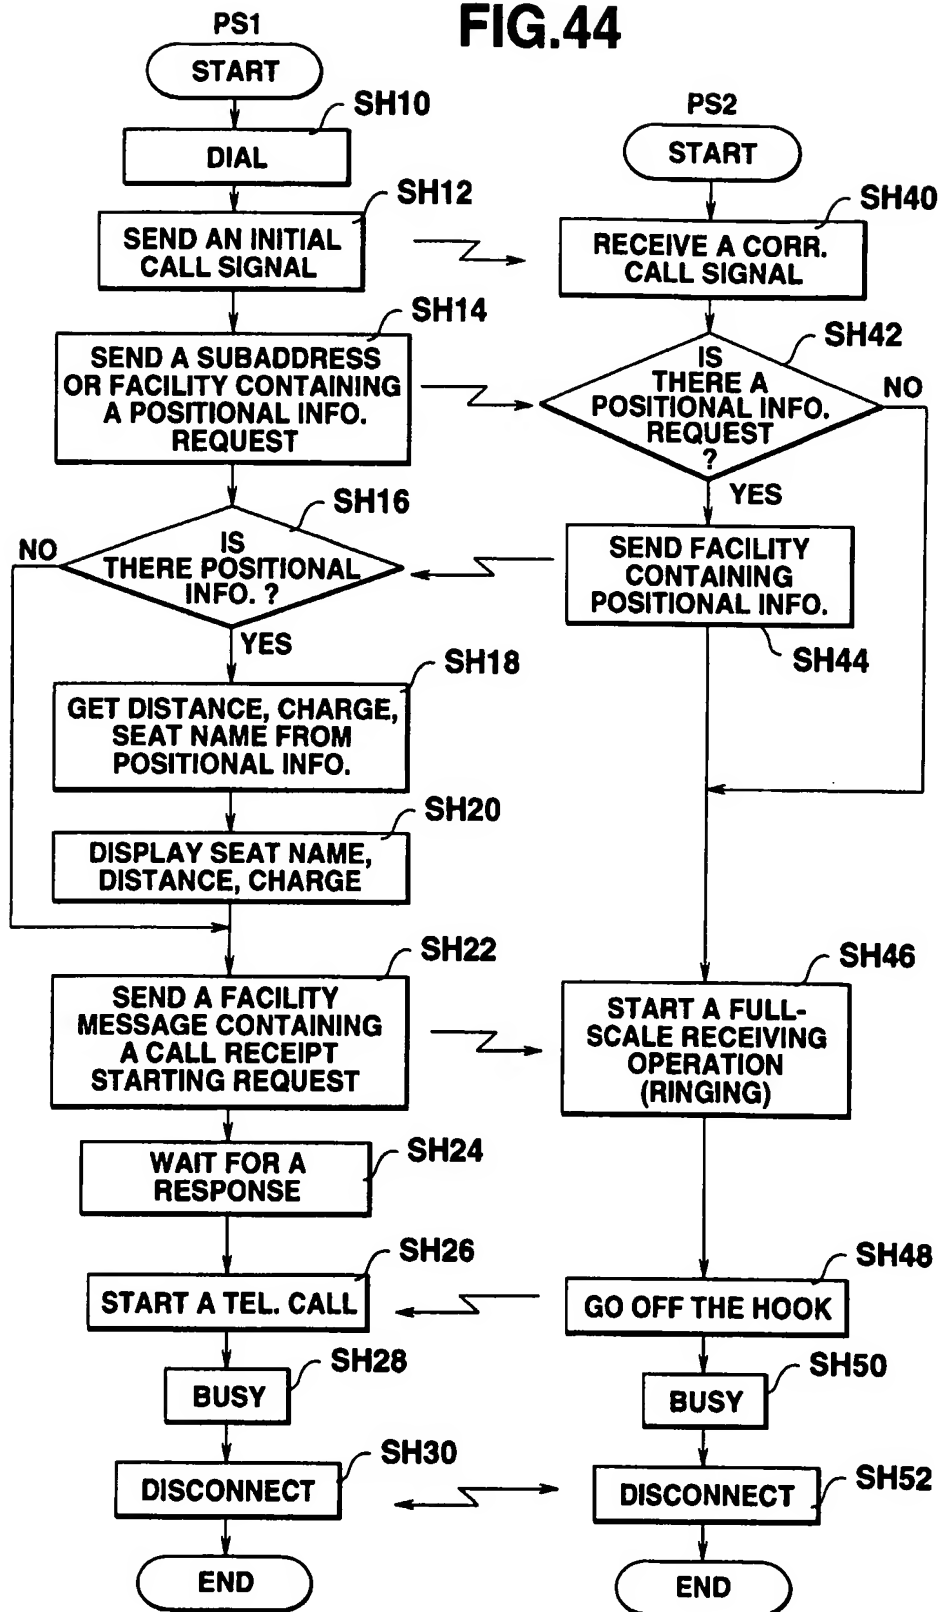 FIG.44
PS1
START
SH10
DIAL
SH12
SEND AN INITIAL
CALL SIGNAL
SH14
SEND A SUBADDRESS
OR FACILITY CONTAINING
A POSITIONAL INFO.
REQUEST
SH16
IS
THERE POSITIONAL
INFO. ?
NO
YES
SH18
GET DISTANCE, CHARGE,
SEAT NAME FROM
POSITIONAL INFO.
SH20
DISPLAY SEAT NAME,
DISTANCE, CHARGE
SH22
SEND A FACILITY
MESSAGE CONTAINING
A CALL RECEIPT
STARTING REQUEST
SH24
WAIT FOR A
RESPONSE
SH26
START A TEL. CALL
SH28
BUSY
SH30
DISCONNECT
END
PS2
START
SH40
RECEIVE A CORR.
CALL SIGNAL
SH42
IS
THERE A
POSITIONAL INFO.
REQUEST
?
NO
YES
SEND FACILITY
CONTAINING
POSITIONAL INFO.
SH44
SH46
START A FULL-
SCALE RECEIVING
OPERATION
(RINGING)
SH48
GO OFF THE HOOK
SH50
BUSY
SH52
DISCONNECT
END